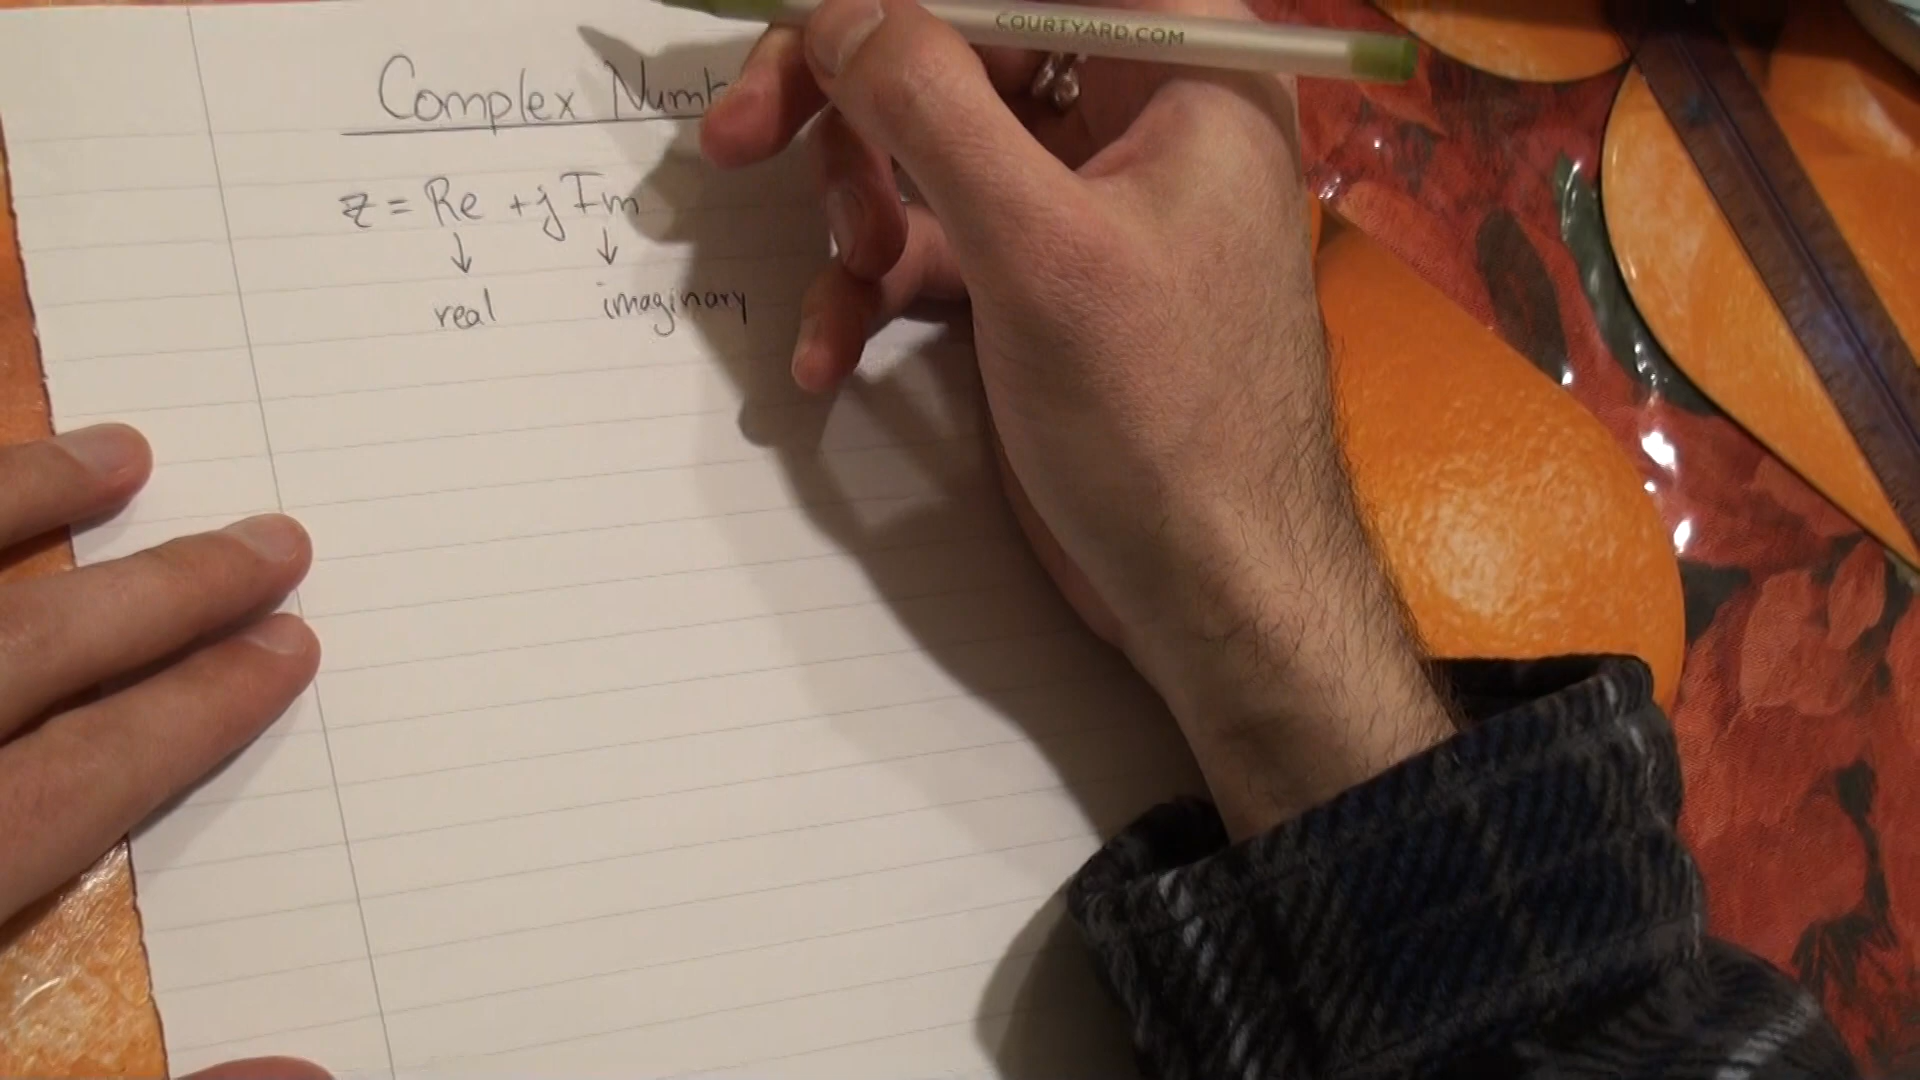 COURTYARD.COM
Complex
z = Re + j Im
↓ ↓
real imaginary